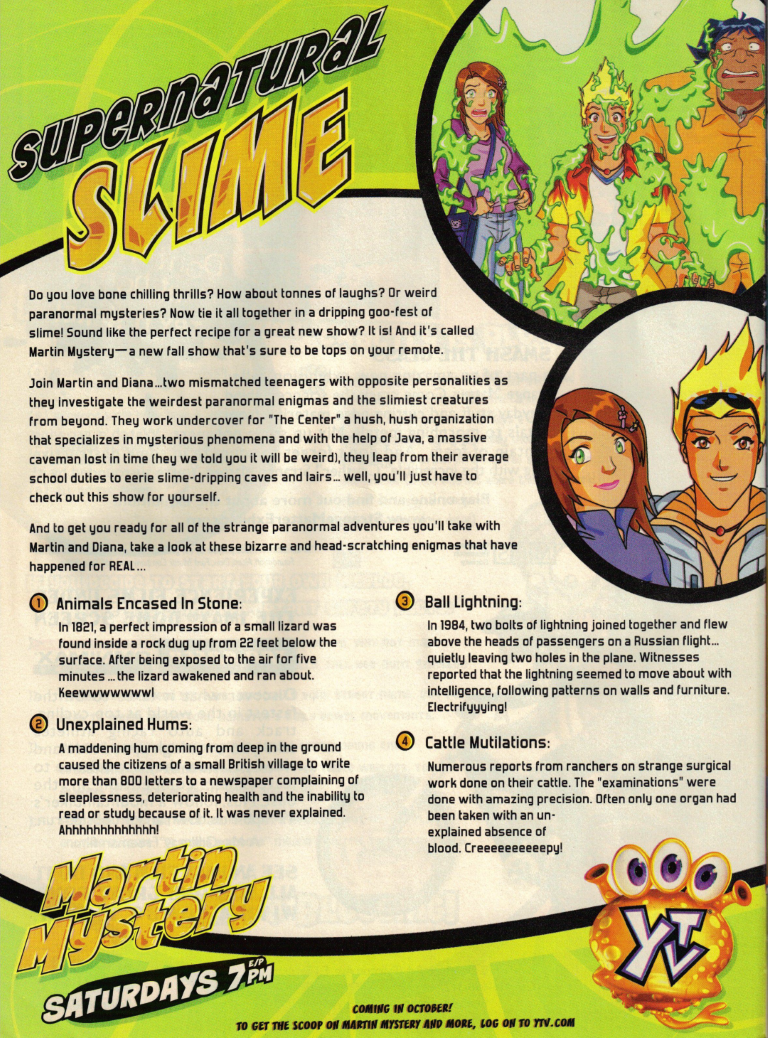 SUPERNATURAL
SLIME
Do you love bone chilling thrills? How about tonnes of laughs? Or weird
paranormal mysteries? Now tie it all together in a dripping goo-fest of
slime! Sound like the perfect recipe for a great new show? It is! And it's called
Martin Mystery—a new fall show that's sure to be tops on your remote.
Join Martin and Diana...two mismatched teenagers with opposite personalities as
they investigate the weirdest paranormal enigmas and the slimiest creatures
from beyond. They work undercover for "The Center" a hush, hush organization
that specializes in mysterious phenomena and with the help of Java, a massive
caveman lost in time (hey we told you it will be weird), they leap from their average
school duties to eerie slime-dripping caves and lairs... well, you'll just have to
check out this show for yourself.
And to get you ready for all of the strange paranormal adventures you'll take with
Martin and Diana, take a look at these bizarre and head-scratching enigmas that have
happened for REAL...
1 Animals Encased In Stone:
In 1821, a perfect impression of a small lizard was
found inside a rock dug up from 22 feet below the
surface. After being exposed to the air for five
minutes ... the lizard awakened and ran about.
Keewwwwwww!
2 Unexplained Hums:
A maddening hum coming from deep in the ground
caused the citizens of a small British village to write
more than 800 letters to a newspaper complaining of
sleeplessness, deteriorating health and the inability to
read or study because of it. It was never explained.
Ahhhhhhhhhhhhh!
3 Ball Lightning:
In 1984, two bolts of lightning joined together and flew
above the heads of passengers on a Russian flight...
quietly leaving two holes in the plane. Witnesses
reported that the lightning seemed to move about with
intelligence, following patterns on walls and furniture.
Electrifyyying!
4 Cattle Mutilations:
Numerous reports from ranchers on strange surgical
work done on their cattle. The "examinations" were
done with amazing precision. Often only one organ had
been taken with an un-
explained absence of
blood. Creeeeeeeeepy!
Martin
Mystery
SATURDAYS 7 E/P PM
YTV
COMING IN OCTOBER!
TO GET THE SCOOP ON MARTIN MYSTERY AND MORE, LOG ON TO YTV.COM